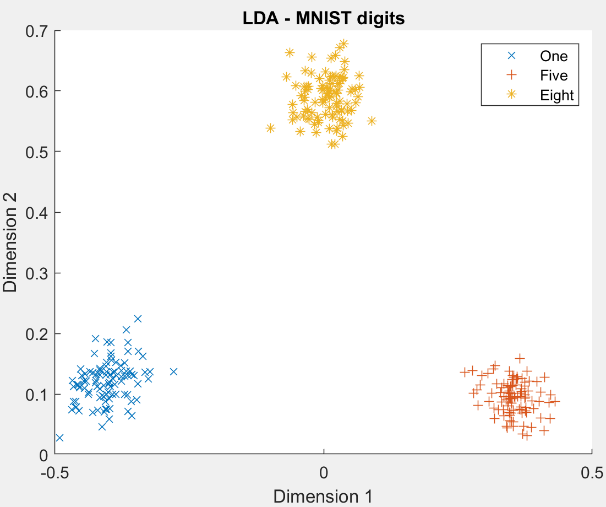 LDA - MNIST digits
One
Five
Eight
0.7
0.6
0.5
0.4
0.3
0.2
0.1
0
Dimension 2
-0.5
0
0.5
Dimension 1